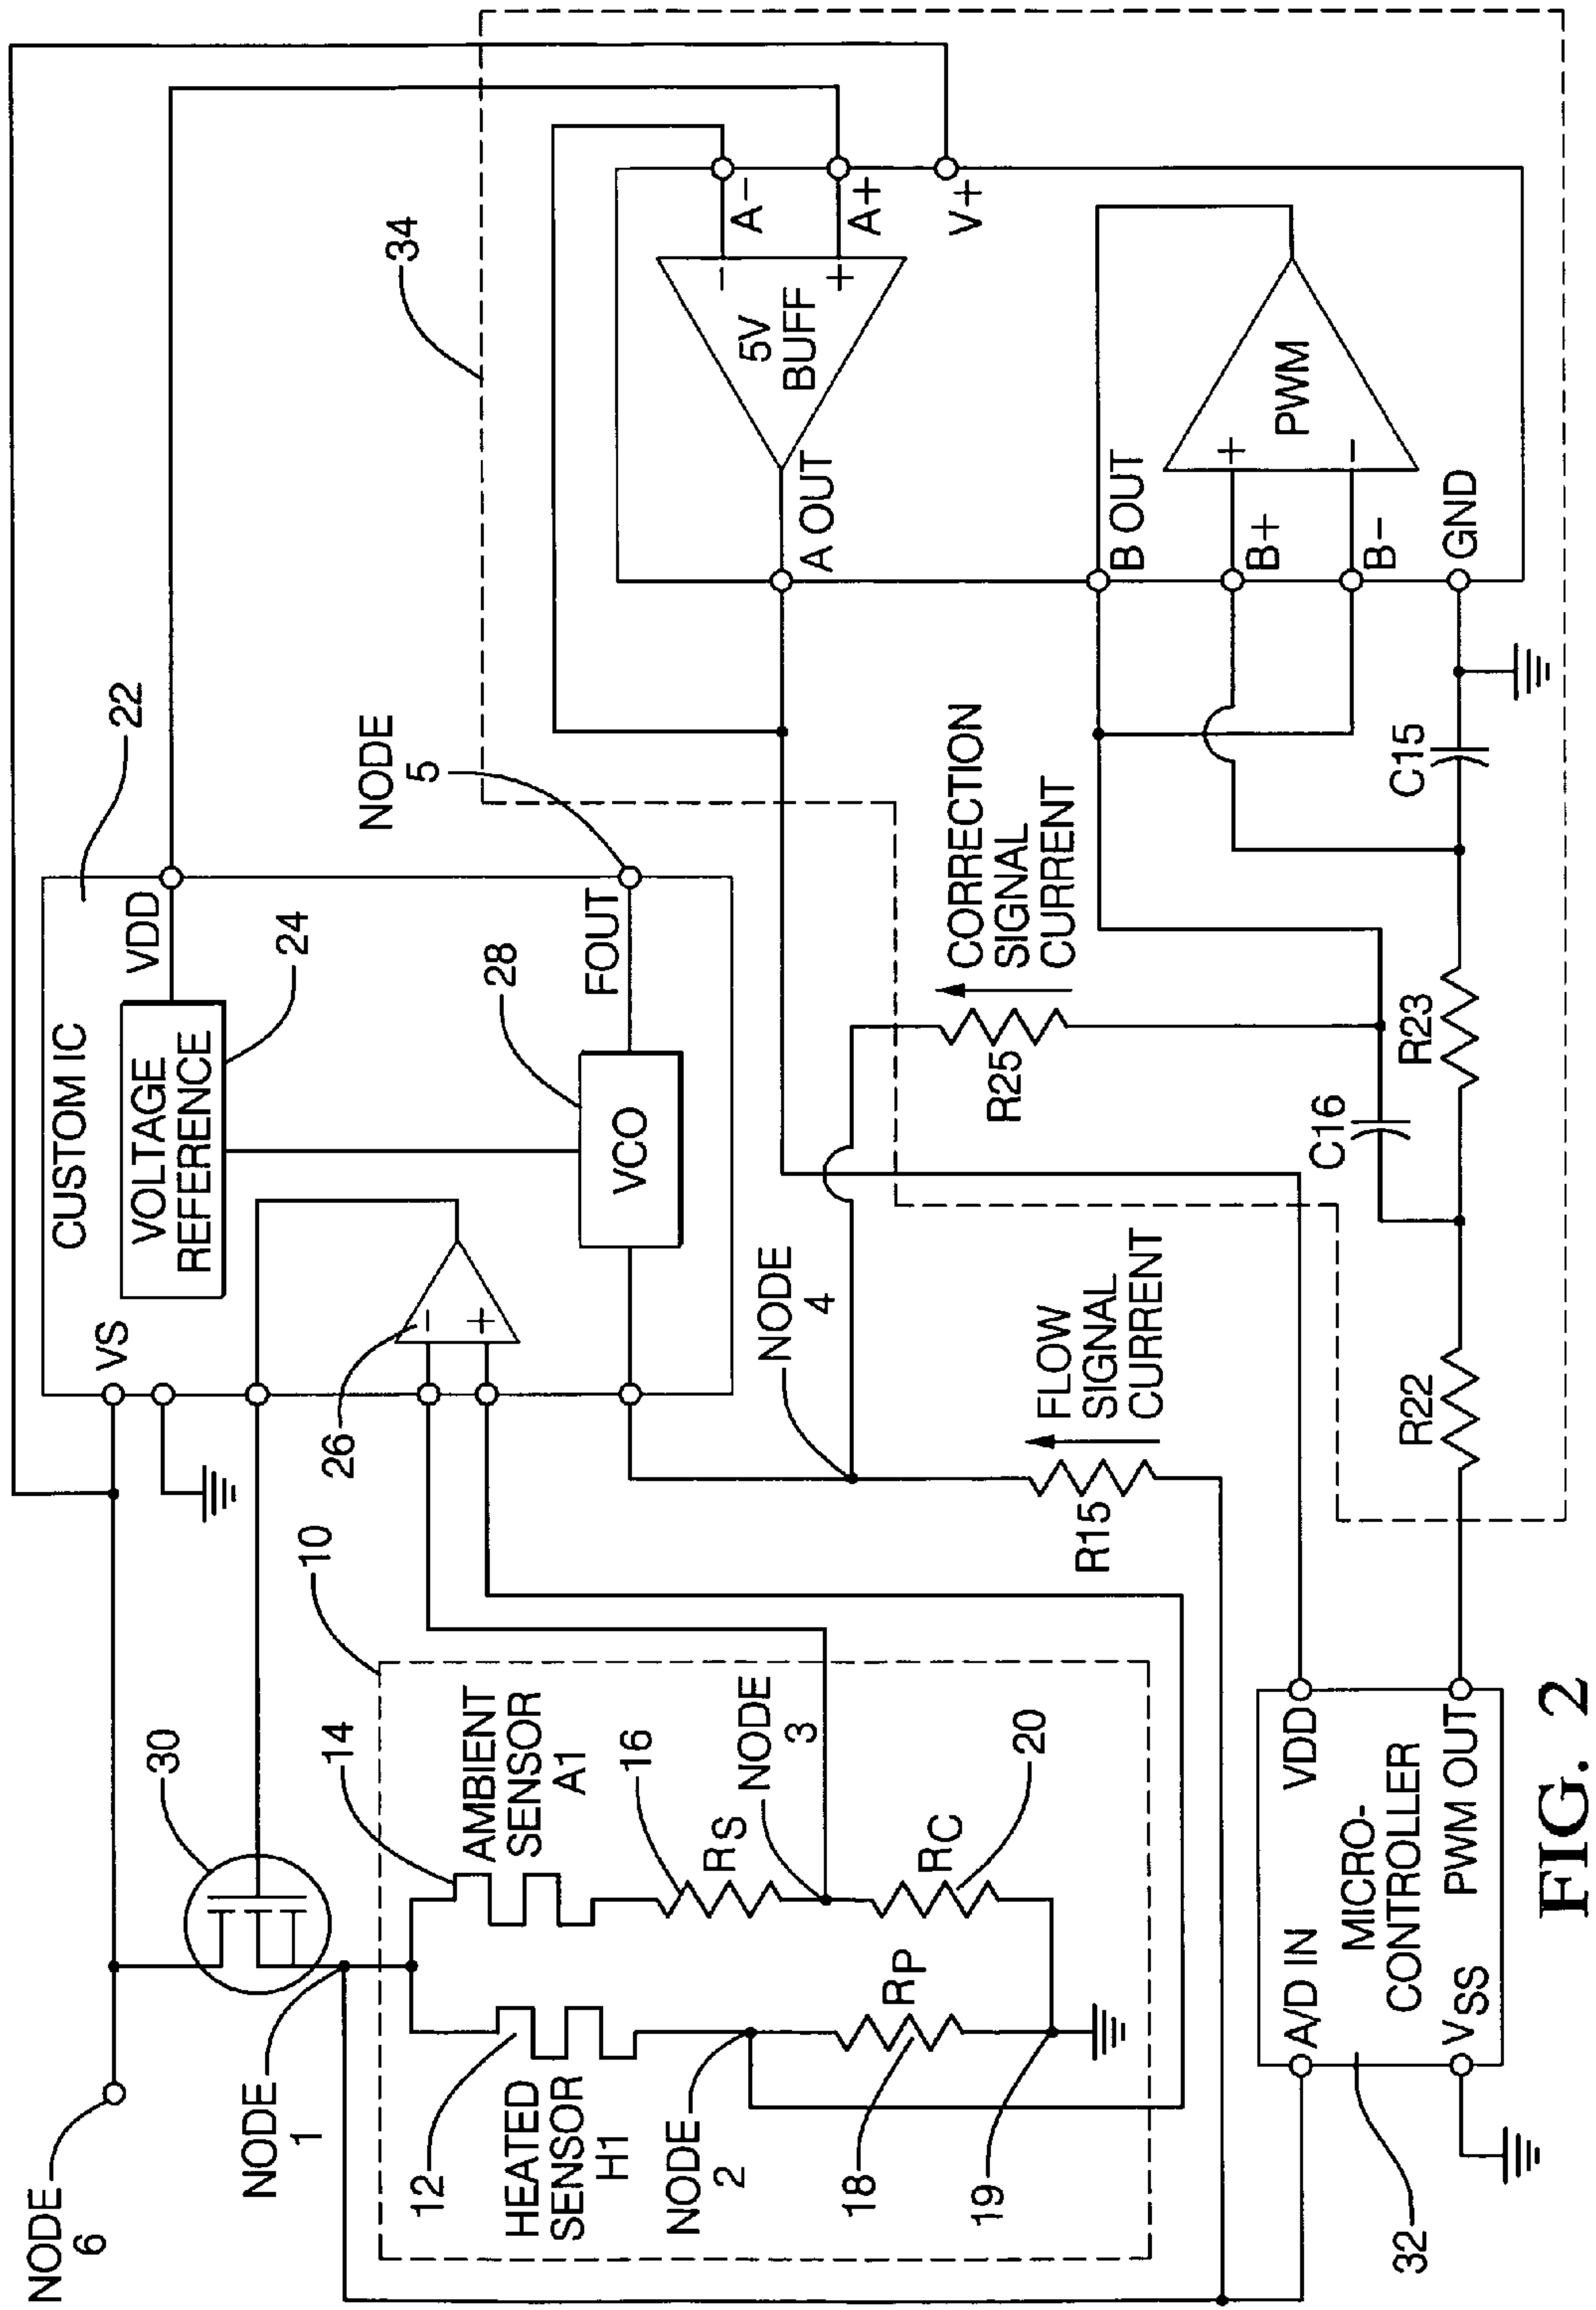 NODE
6
NODE
1
30
10
14
AMBIENT
SENSOR
A1
12
HEATED
SENSOR
H1
16
RS
NODE
3
RC
20
NODE
2
RP
18
19
VS
CUSTOM IC
22
VOLTAGE
REFERENCE
VDD
24
26
−
+
28
VCO
FOUT
NODE
5
NODE
4
FLOW
SIGNAL
CURRENT
R15
CORRECTION
SIGNAL
CURRENT
R25
34
5V
BUFF
−
+
A−
A+
V+
A OUT
B OUT
PWM
+
−
B+
B−
GND
C15
C16
R23
R22
A/D IN
VDD
MICRO-
CONTROLLER
VSS
PWM OUT
32
FIG. 2